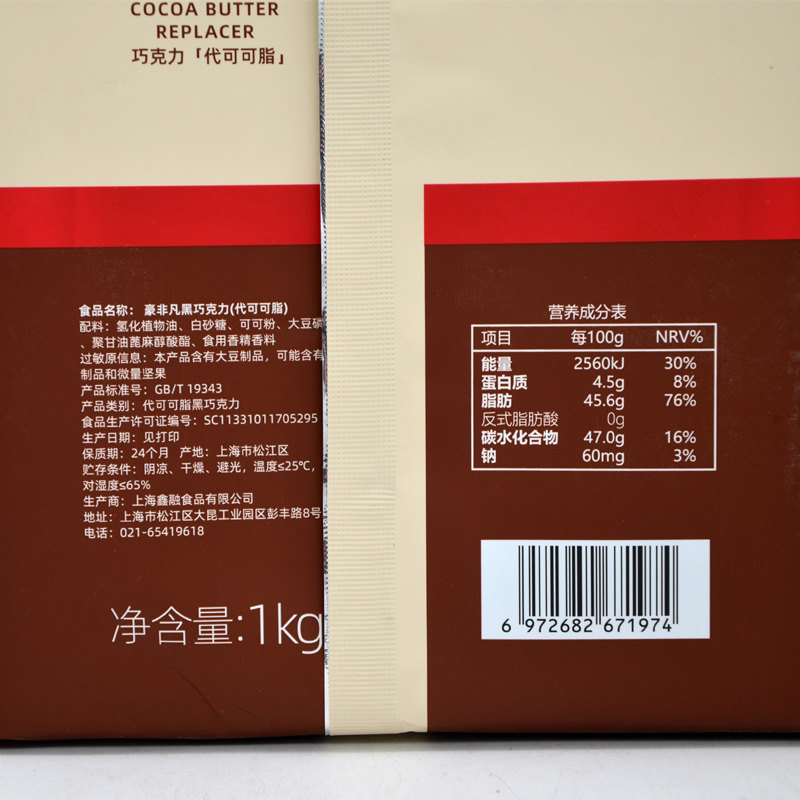 COCOA BUTTER
REPLACER
巧克力「代可可脂」
食品名称：豪非凡黑巧克力(代可可脂)
配料：氢化植物油、白砂糖、可可粉、大豆磷
、聚甘油蓖麻醇酸酯、食用香精香料
过敏原信息：本产品含有大豆制品，可能含有
制品和微量坚果
产品标准号：GB/T 19343
产品类别：代可可脂黑巧克力
食品生产许可证编号：SC11331011705295
生产日期：见打印
保质期：24个月 产地：上海市松江区
贮存条件：阴凉、干燥、避光，温度≤25℃，
对湿度≤65%
生产商：上海鑫融食品有限公司
地址：上海市松江区大昆工业园区彭丰路8号
电话：021-65419618
净含量:1kg
营养成分表
项目 每100g NRV%
能量 2560kJ 30%
蛋白质 4.5g 8%
脂肪 45.6g 76%
反式脂肪酸 0g
碳水化合物 47.0g 16%
钠 60mg 3%
6 972682 671974